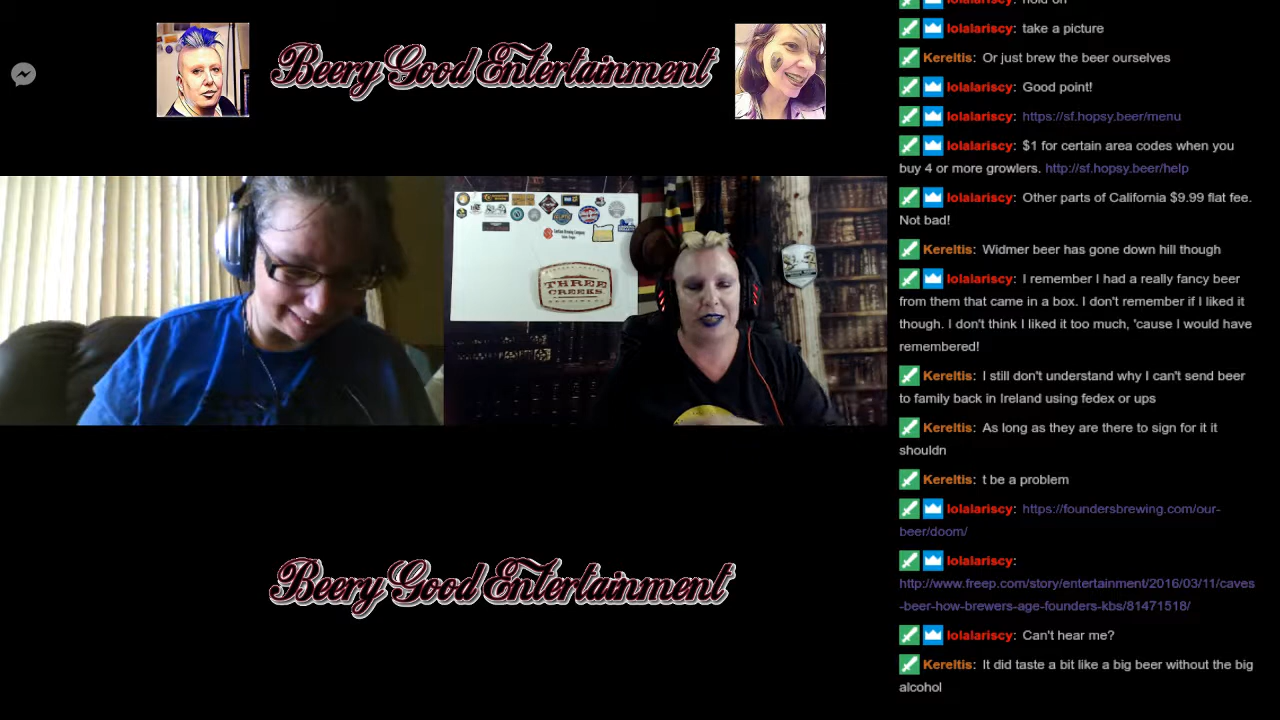 Beery Good Entertainment
THREE
CREEKS
Beery Good Entertainment
lolalariscy: hold on
lolalariscy: take a picture
Kereltis: Or just brew the beer ourselves
lolalariscy: Good point!
lolalariscy: https://sf.hopsy.beer/menu
lolalariscy: $1 for certain area codes when you
buy 4 or more growlers. http://sf.hopsy.beer/help
lolalariscy: Other parts of California $9.99 flat fee.
Not bad!
Kereltis: Widmer beer has gone down hill though
lolalariscy: I remember I had a really fancy beer
from them that came in a box. I don't remember if I liked it
though. I don't think I liked it too much, 'cause I would have
remembered!
Kereltis: I still don't understand why I can't send beer
to family back in Ireland using fedex or ups
Kereltis: As long as they are there to sign for it it
shouldn
Kereltis: t be a problem
lolalariscy: https://foundersbrewing.com/our-
beer/doom/
lolalariscy:
http://www.freep.com/story/entertainment/2016/03/11/caves
-beer-how-brewers-age-founders-kbs/81471518/
lolalariscy: Can't hear me?
Kereltis: It did taste a bit like a big beer without the big
alcohol